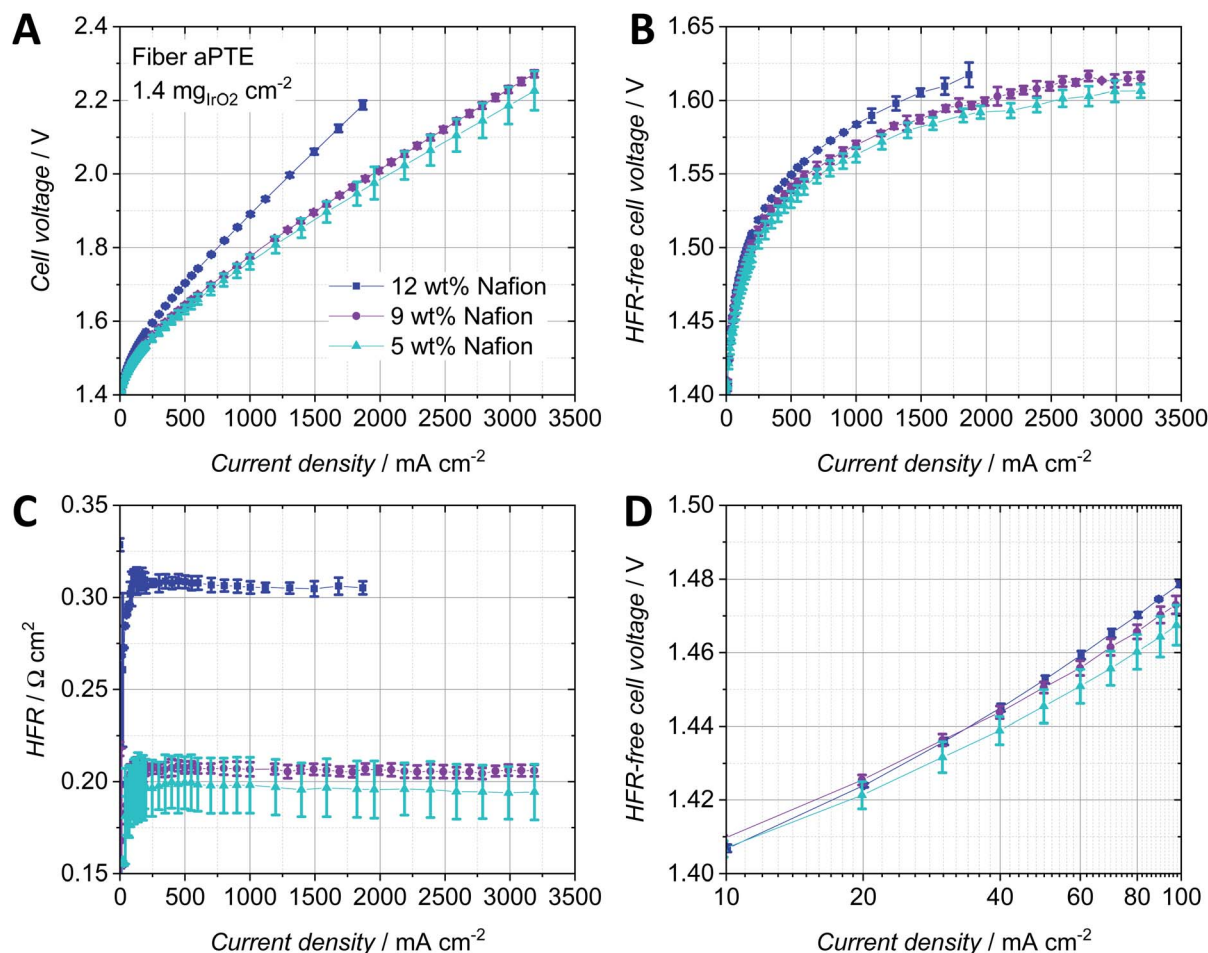 A
Fiber aPTE
1.4 mg_IrO2 cm-2
Cell voltage / V
2.4
2.2
2.0
1.8
1.6
1.4
12 wt% Nafion
9 wt% Nafion
5 wt% Nafion
0 500 1000 1500 2000 2500 3000 3500
Current density / mA cm-2
B
HFR-free cell voltage / V
1.65
1.60
1.55
1.50
1.45
1.40
0 500 1000 1500 2000 2500 3000 3500
Current density / mA cm-2
C
HFR / Ω cm2
0.35
0.30
0.25
0.20
0.15
0 500 1000 1500 2000 2500 3000 3500
Current density / mA cm-2
D
HFR-free cell voltage / V
1.50
1.48
1.46
1.44
1.42
1.40
10 20 40 60 80 100
Current density / mA cm-2